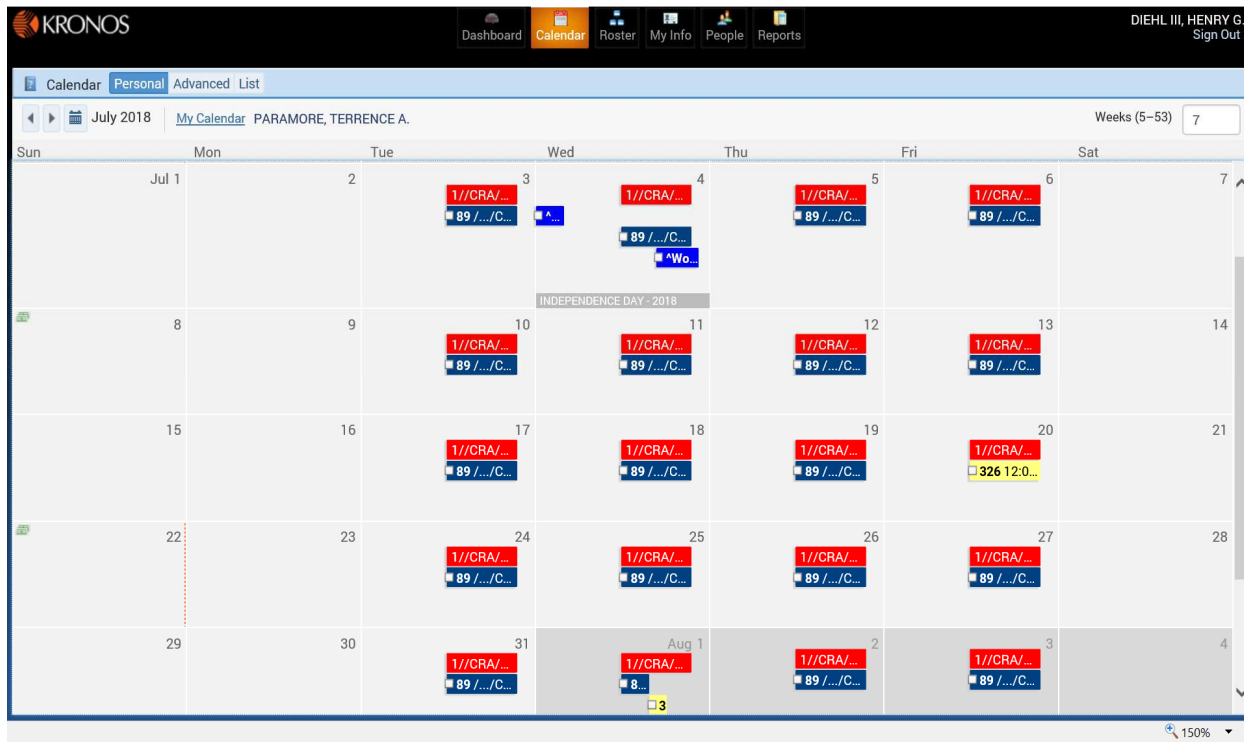 KRONOS
Dashboard Calendar Roster My Info People Reports
DIEHL III, HENRY G.
Sign Out
Calendar Personal Advanced List
July 2018 My Calendar PARAMORE, TERRENCE A. Weeks (5–53) 7
Sun Mon Tue Wed Thu Fri Sat
Jul 1 2 3 4 5 6 7
1//CRA/... 1//CRA/... 1//CRA/... 1//CRA/...
89 /.../C... ^... 89 /.../C... 89 /.../C...
89 /.../C...
^Wo...
INDEPENDENCE DAY - 2018
8 9 10 11 12 13 14
1//CRA/... 1//CRA/... 1//CRA/... 1//CRA/...
89 /.../C... 89 /.../C... 89 /.../C... 89 /.../C...
15 16 17 18 19 20 21
1//CRA/... 1//CRA/... 1//CRA/... 1//CRA/...
89 /.../C... 89 /.../C... 89 /.../C... 326 12:0...
22 23 24 25 26 27 28
1//CRA/... 1//CRA/... 1//CRA/... 1//CRA/...
89 /.../C... 89 /.../C... 89 /.../C... 89 /.../C...
29 30 31 Aug 1 2 3 4
1//CRA/... 1//CRA/... 1//CRA/... 1//CRA/...
89 /.../C... 8... 89 /.../C... 89 /.../C...
3
150%